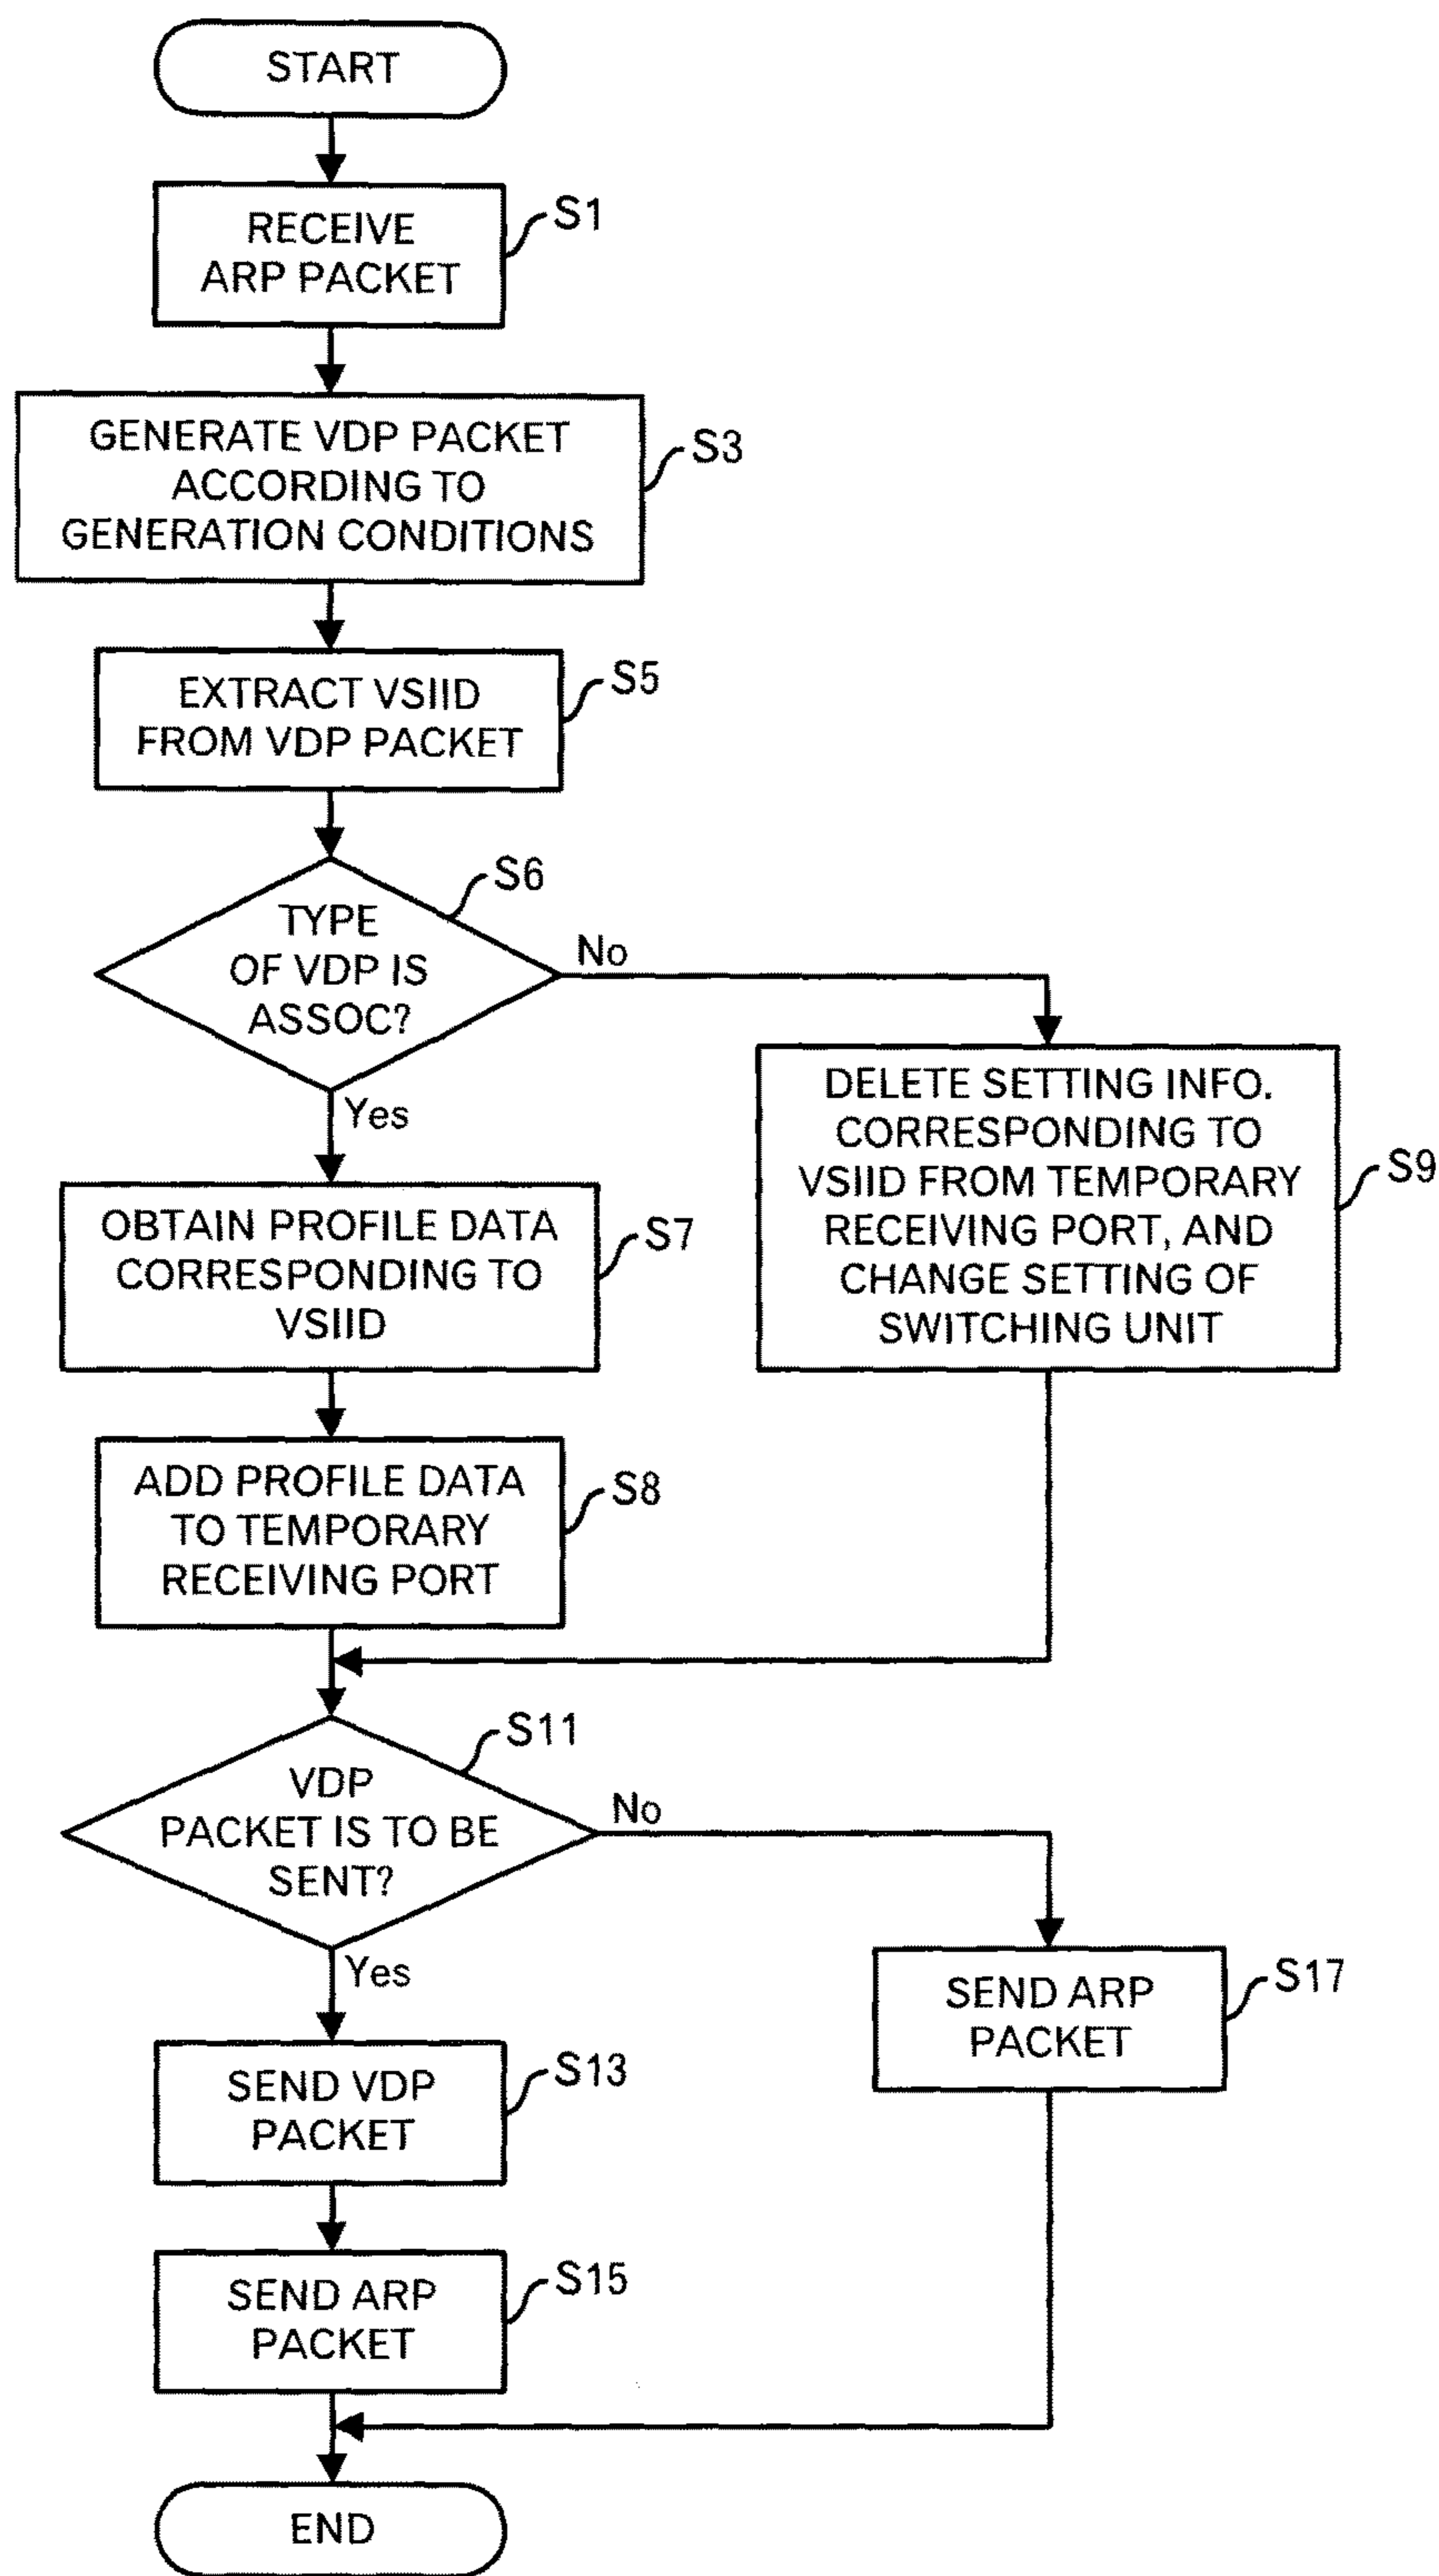 START
RECEIVE
ARP PACKET
S1
GENERATE VDP PACKET
ACCORDING TO
GENERATION CONDITIONS
S3
EXTRACT VSIID
FROM VDP PACKET
S5
TYPE
OF VDP IS
ASSOC?
S6
No
Yes
OBTAIN PROFILE DATA
CORRESPONDING TO
VSIID
S7
DELETE SETTING INFO.
CORRESPONDING TO
VSIID FROM TEMPORARY
RECEIVING PORT, AND
CHANGE SETTING OF
SWITCHING UNIT
S9
ADD PROFILE DATA
TO TEMPORARY
RECEIVING PORT
S8
VDP
PACKET IS TO BE
SENT?
S11
No
Yes
SEND ARP
PACKET
S17
SEND VDP
PACKET
S13
SEND ARP
PACKET
S15
END